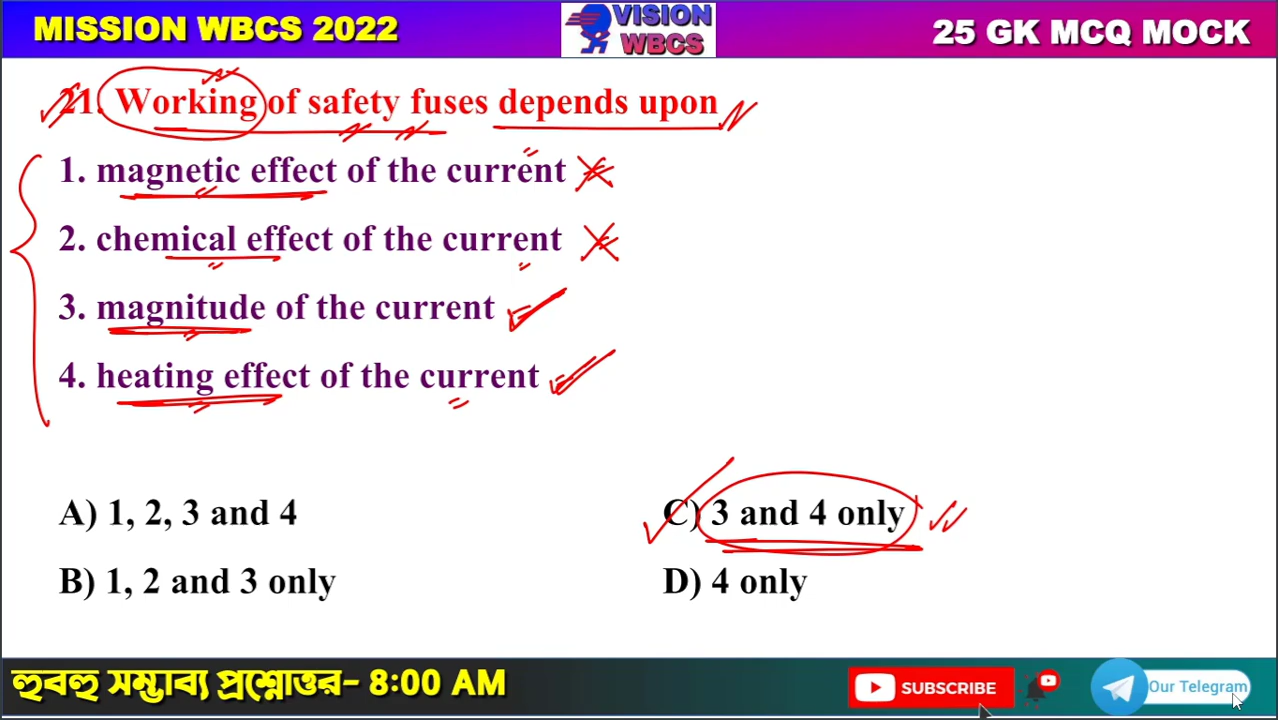 MISSION WBCS 2022
VISION
WBCS
25 GK MCQ MOCK
21. Working of safety fuses depends upon
1. magnetic effect of the current
2. chemical effect of the current
3. magnitude of the current
4. heating effect of the current
A) 1, 2, 3 and 4
C) 3 and 4 only
B) 1, 2 and 3 only
D) 4 only
হুবহু সম্ভাব্য প্রশ্নোত্তর- 8:00 AM
SUBSCRIBE
Our Telegram